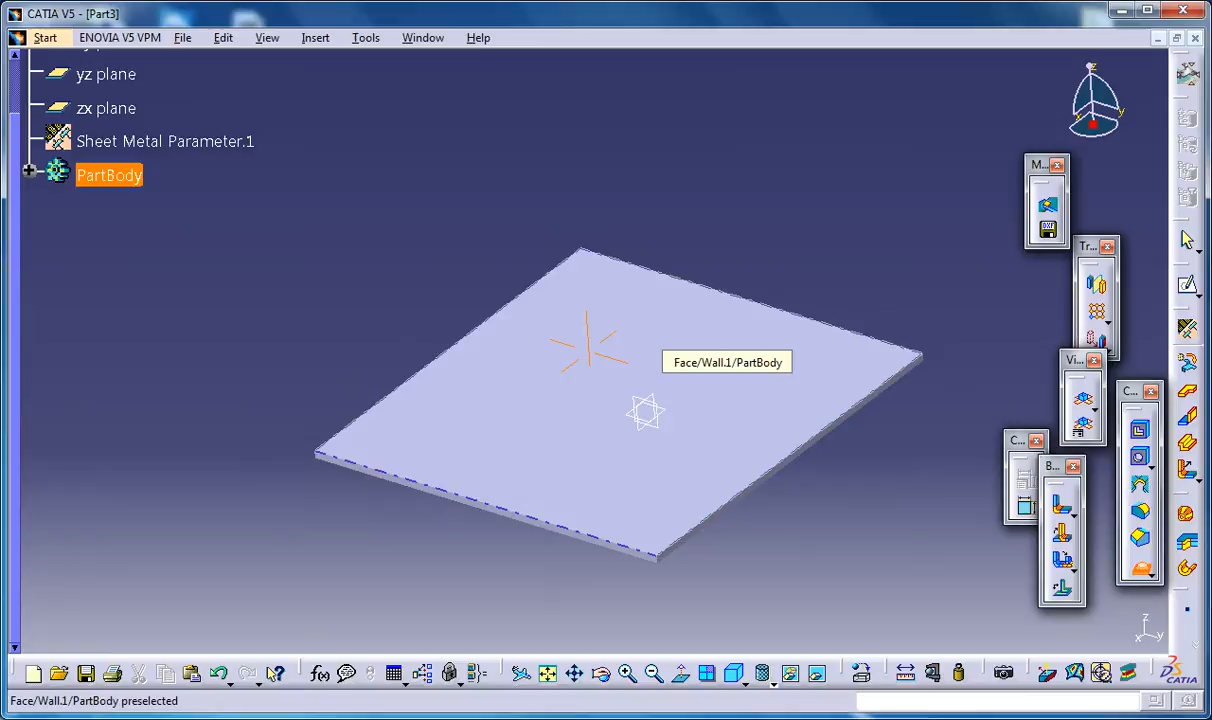 CATIA V5 - [Part3]
Start ENOVIA V5 VPM File Edit View Insert Tools Window Help
yz plane
zx plane
Sheet Metal Parameter.1
PartBody
z
y
M...
Tr...
Face/Wall.1/PartBody
Vi...
C...
C...
B...
z
x y
f(x)
CATIA
Face/Wall.1/PartBody preselected